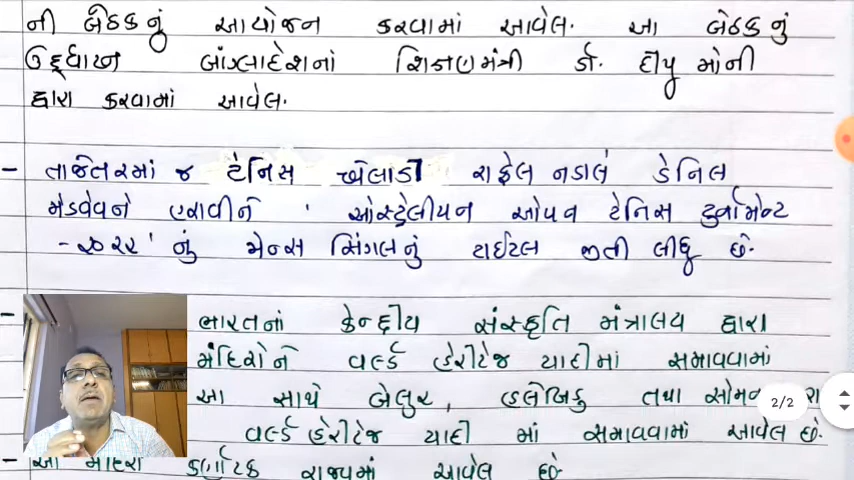 ની બેઠકનું આયોજન કરવામાં આવેલ. આ બેઠકનું
ઉદ્દઘાટન બાંગ્લાદેશનાં શિક્ષણમંત્રી ડૉ. દીપુ મોની
દ્વારા કરવામાં આવેલ.
- તાજેતરમાં જ ટેનિસ ખેલાડી રાફેલ નડાલે ડેનિલ
મેડવેવને હરાવીને ' ઓસ્ટ્રેલીયન ઓપન ટેનિસ ટુર્નામેન્ટ
- ૨૦૨૨' નું મેન્સ સિંગલનું ટાઈટલ જીતી લીધુ છે.
- ભારતનાં કેન્દ્રીય સંસ્કૃતિ મંત્રાલય દ્વારા
મંદિરોને વર્લ્ડ હેરીટેજ યાદીમાં સમાવવામાં
આ સાથે બેલુર, હલેબિડુ તથા
2/2
વર્લ્ડ હેરીટેજ યાદી માં સમાવવામાં આવેલ છે.
- આ મંદિરો કર્ણાટક રાજ્યમાં આવેલ છે